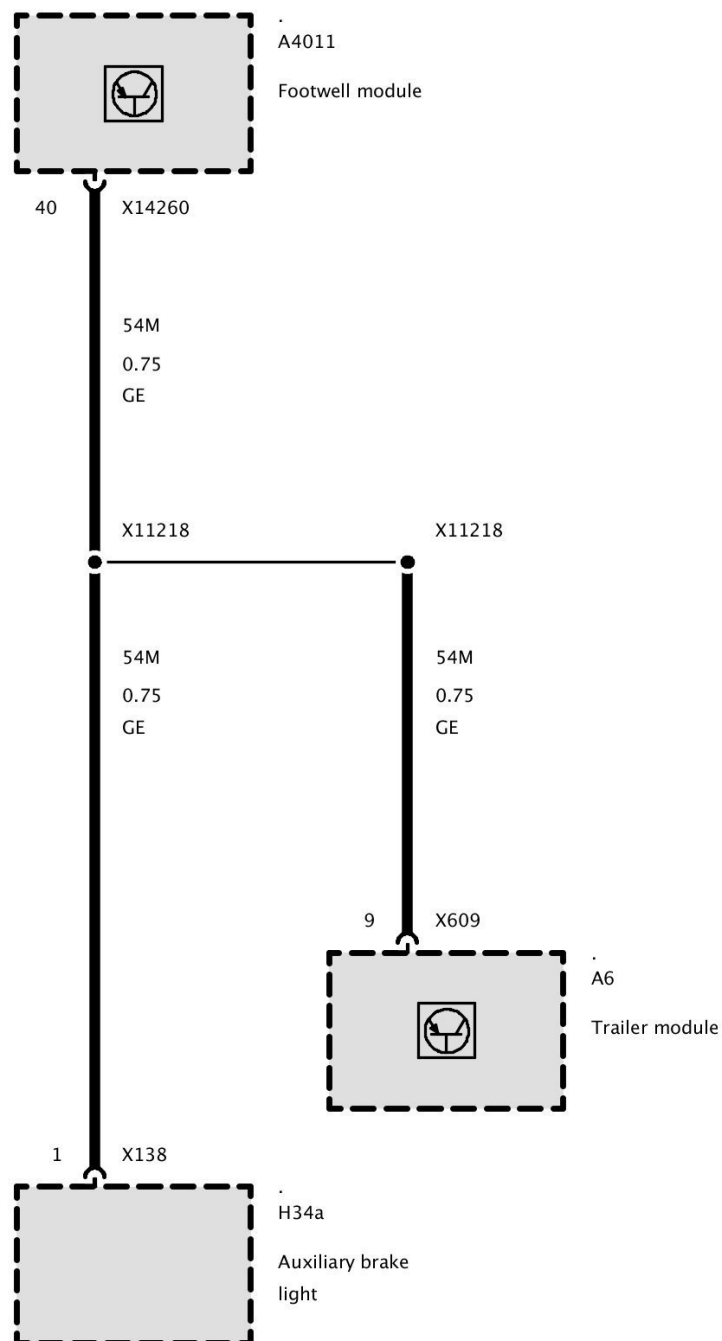 .
A4011
Footwell module
40 X14260
54M
0.75
GE
X11218 X11218
54M 54M
0.75 0.75
GE GE
9 X609
.
A6
Trailer module
1 X138
.
H34a
Auxiliary brake
light